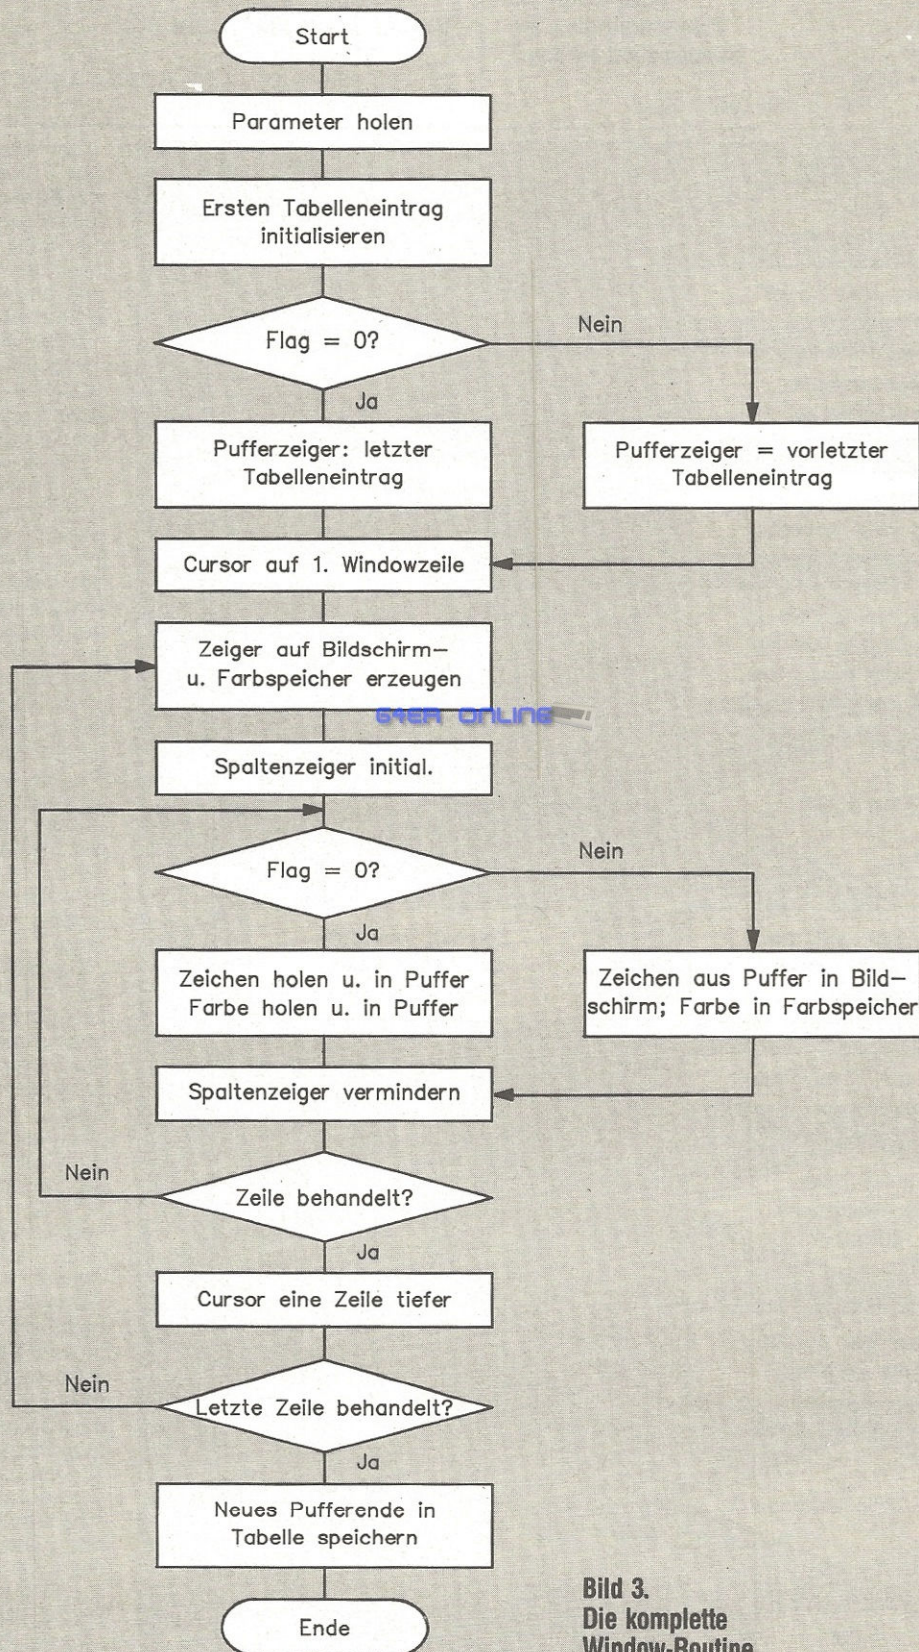 Start
Parameter holen
Ersten Tabelleneintrag
initialisieren
Flag = 0?
Nein
Ja
Pufferzeiger: letzter
Tabelleneintrag
Pufferzeiger = vorletzter
Tabelleneintrag
Cursor auf 1. Windowzeile
Zeiger auf Bildschirm–
u. Farbspeicher erzeugen
64ER ONLINE
Spaltenzeiger initial.
Flag = 0?
Nein
Ja
Zeichen holen u. in Puffer
Farbe holen u. in Puffer
Zeichen aus Puffer in Bild–
schirm; Farbe in Farbspeicher
Spaltenzeiger vermindern
Nein
Zeile behandelt?
Ja
Cursor eine Zeile tiefer
Nein
Letzte Zeile behandelt?
Ja
Neues Pufferende in
Tabelle speichern
Ende
Bild 3.
Die komplette
Window-Routine